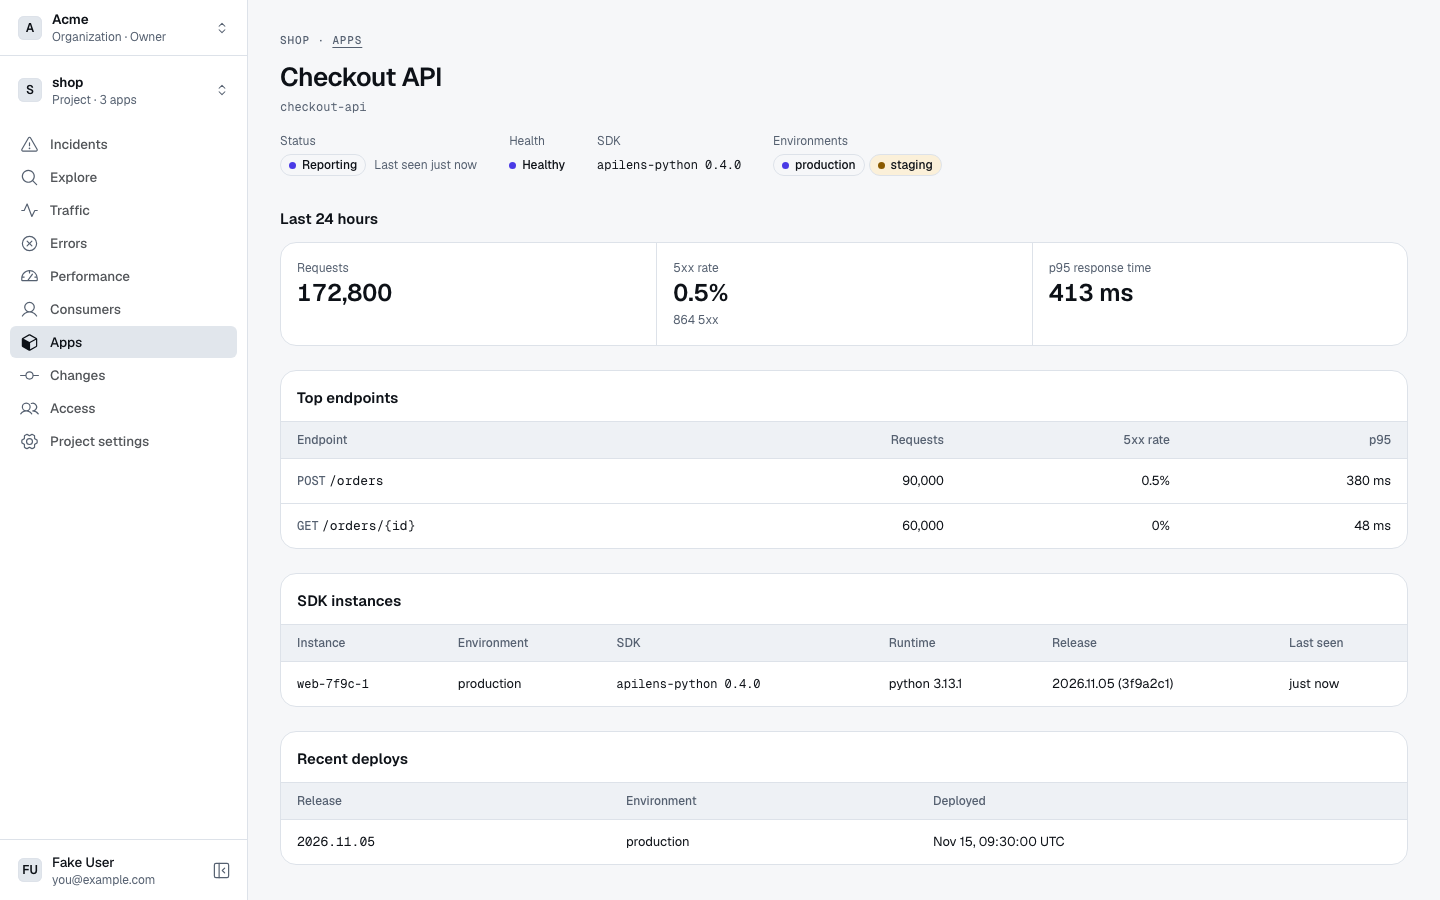 A
Acme
Organization · Owner
S
shop
Project · 3 apps
Incidents
Explore
Traffic
Errors
Performance
Consumers
Apps
Changes
Access
Project settings
FU
Fake User
you@example.com
SHOP · APPS
Checkout API
checkout-api
Status Health SDK Environments
Reporting Last seen just now Healthy apilens-python 0.4.0 production staging
Last 24 hours
Requests 5xx rate p95 response time
172,800 0.5% 413 ms
864 5xx
Top endpoints
Endpoint Requests 5xx rate p95
POST /orders 90,000 0.5% 380 ms
GET /orders/{id} 60,000 0% 48 ms
SDK instances
Instance Environment SDK Runtime Release Last seen
web-7f9c-1 production apilens-python 0.4.0 python 3.13.1 2026.11.05 (3f9a2c1) just now
Recent deploys
Release Environment Deployed
2026.11.05 production Nov 15, 09:30:00 UTC